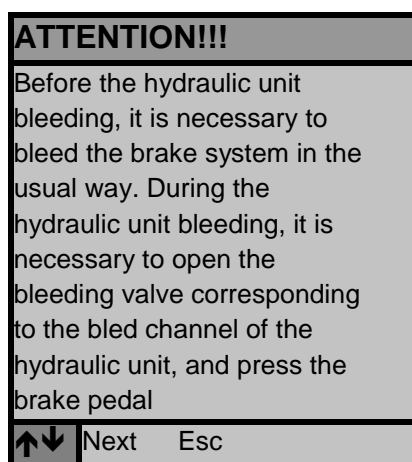 ATTENTION!!!
Before the hydraulic unit
bleeding, it is necessary to
bleed the brake system in the
usual way. During the
hydraulic unit bleeding, it is
necessary to open the
bleeding valve corresponding
to the bled channel of the
hydraulic unit, and press the
brake pedal
↑↓ Next Esc